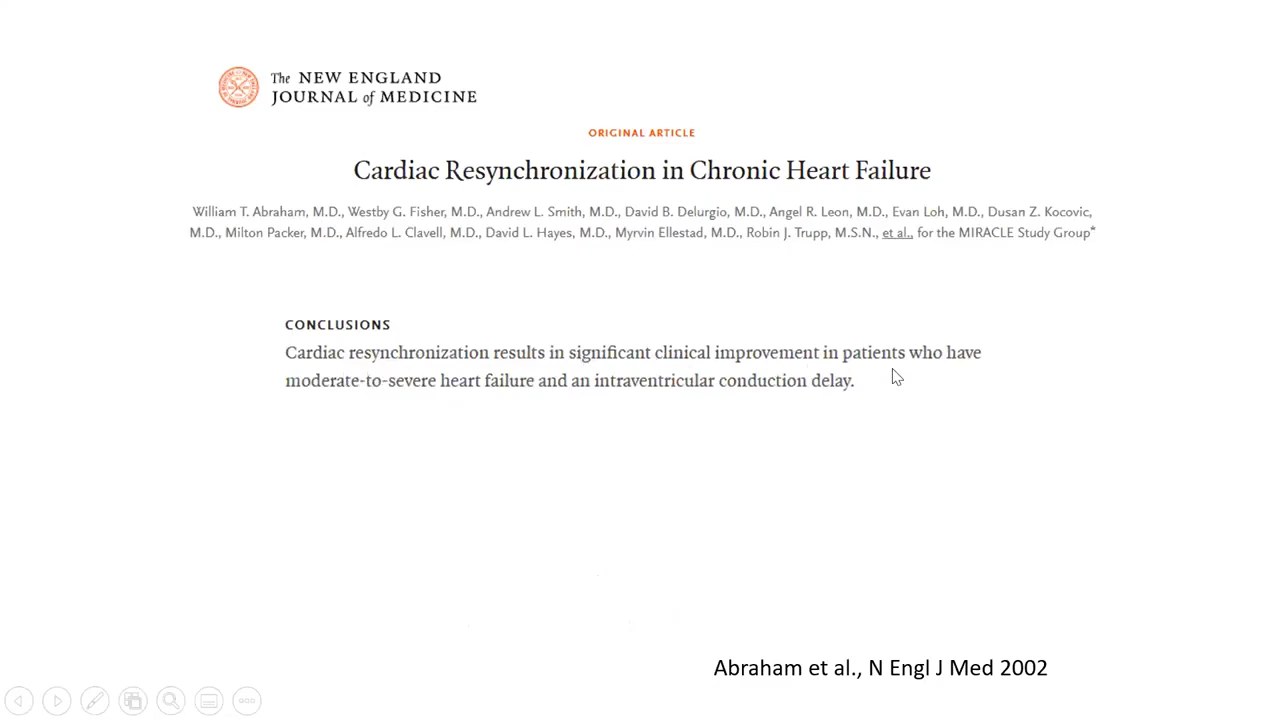 The NEW ENGLAND
JOURNAL of MEDICINE
ORIGINAL ARTICLE
Cardiac Resynchronization in Chronic Heart Failure
William T. Abraham, M.D., Westby G. Fisher, M.D., Andrew L. Smith, M.D., David B. Delurgio, M.D., Angel R. Leon, M.D., Evan Loh, M.D., Dusan Z. Kocovic,
M.D., Milton Packer, M.D., Alfredo L. Clavell, M.D., David L. Hayes, M.D., Myrvin Ellestad, M.D., Robin J. Trupp, M.S.N., et al., for the MIRACLE Study Group*
CONCLUSIONS
Cardiac resynchronization results in significant clinical improvement in patients who have
moderate-to-severe heart failure and an intraventricular conduction delay.
Abraham et al., N Engl J Med 2002